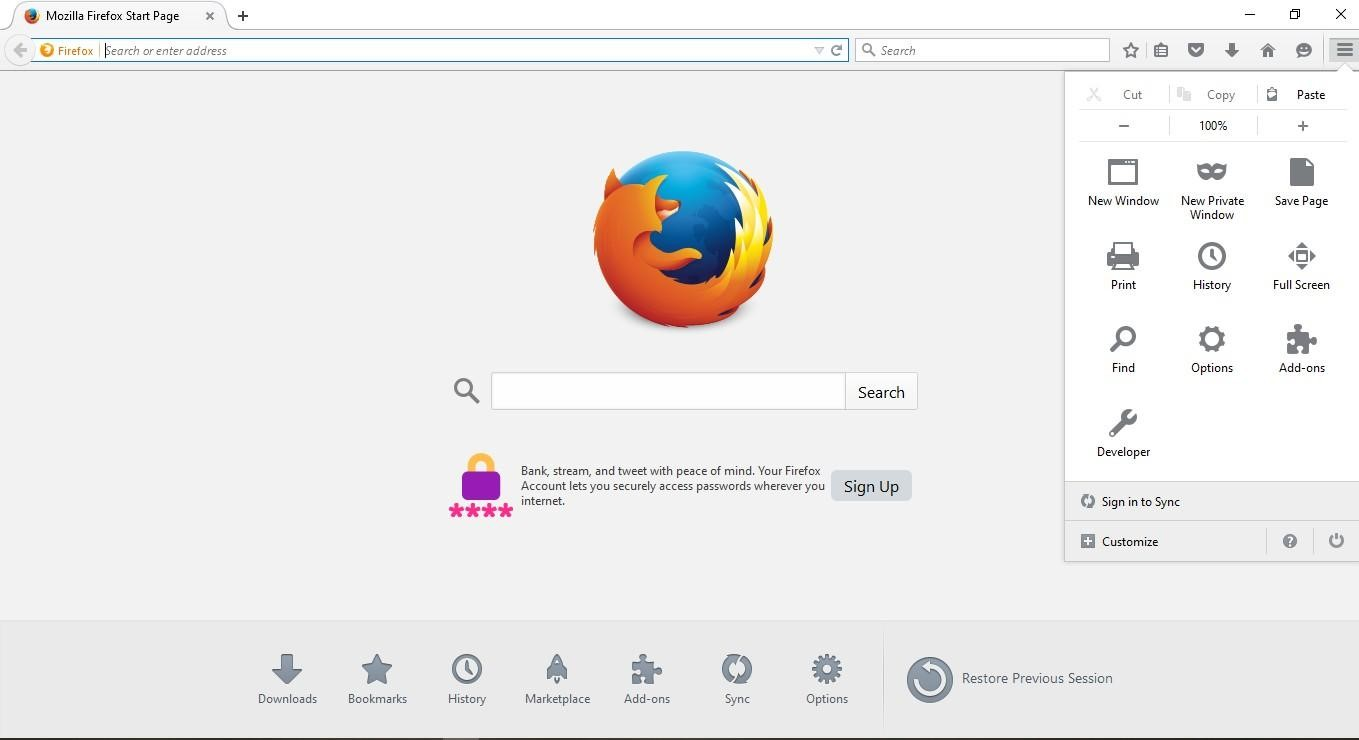 Mozilla Firefox Start Page
Firefox Search or enter address
Search
Cut Copy Paste
100%
New Window New Private Window Save Page
Print History Full Screen
Find Options Add-ons
Developer
Sign in to Sync
Customize
Search
Bank, stream, and tweet with peace of mind. Your Firefox
Account lets you securely access passwords wherever you
internet.
Sign Up
****
Downloads Bookmarks History Marketplace Add-ons Sync Options
Restore Previous Session